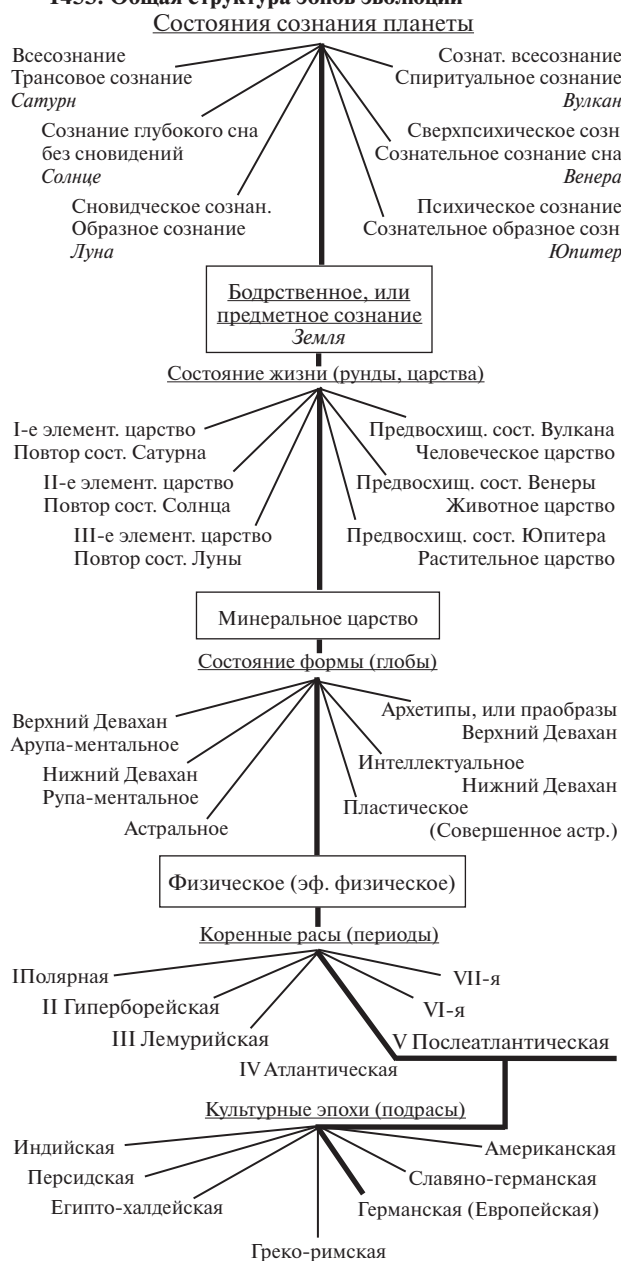 1453. Общая структура эонов эволюции
Состояния сознания планеты
Всесознание
Трансовое сознание
Сатурн
Сознат. всесознание
Спиритуальное сознание
Вулкан
Сознание глубокого сна
без сновидений
Солнце
Сверхпсихическое созн
Сознательное сознание сна
Венера
Сновидческое сознан.
Образное сознание
Луна
Психическое сознание
Сознательное образное созн
Юпитер
Бодрственное, или
предметное сознание
Земля
Состояние жизни (рунды, царства)
I-е элемент. царство
Повтор сост. Сатурна
Предвосхищ. сост. Вулкана
Человеческое царство
II-е элемент. царство
Повтор сост. Солнца
Предвосхищ. сост. Венеры
Животное царство
III-е элемент. царство
Повтор сост. Луны
Предвосхищ. сост. Юпитера
Растительное царство
Минеральное царство
Состояние формы (глобы)
Верхний Девахан
Арупа-ментальное
Архетипы, или праобразы
Верхний Девахан
Нижний Девахан
Рупа-ментальное
Интеллектуальное
Нижний Девахан
Астральное
Пластическое
(Совершенное астр.)
Физическое (эф. физическое)
Коренные расы (периоды)
IПолярная
VII-я
II Гиперборейская
VI-я
III Лемурийская
V Послеатлантическая
IV Атлантическая
Культурные эпохи (подрасы)
Индийская
Американская
Персидская
Славяно-германская
Египто-халдейская
Германская (Европейская)
Греко-римская